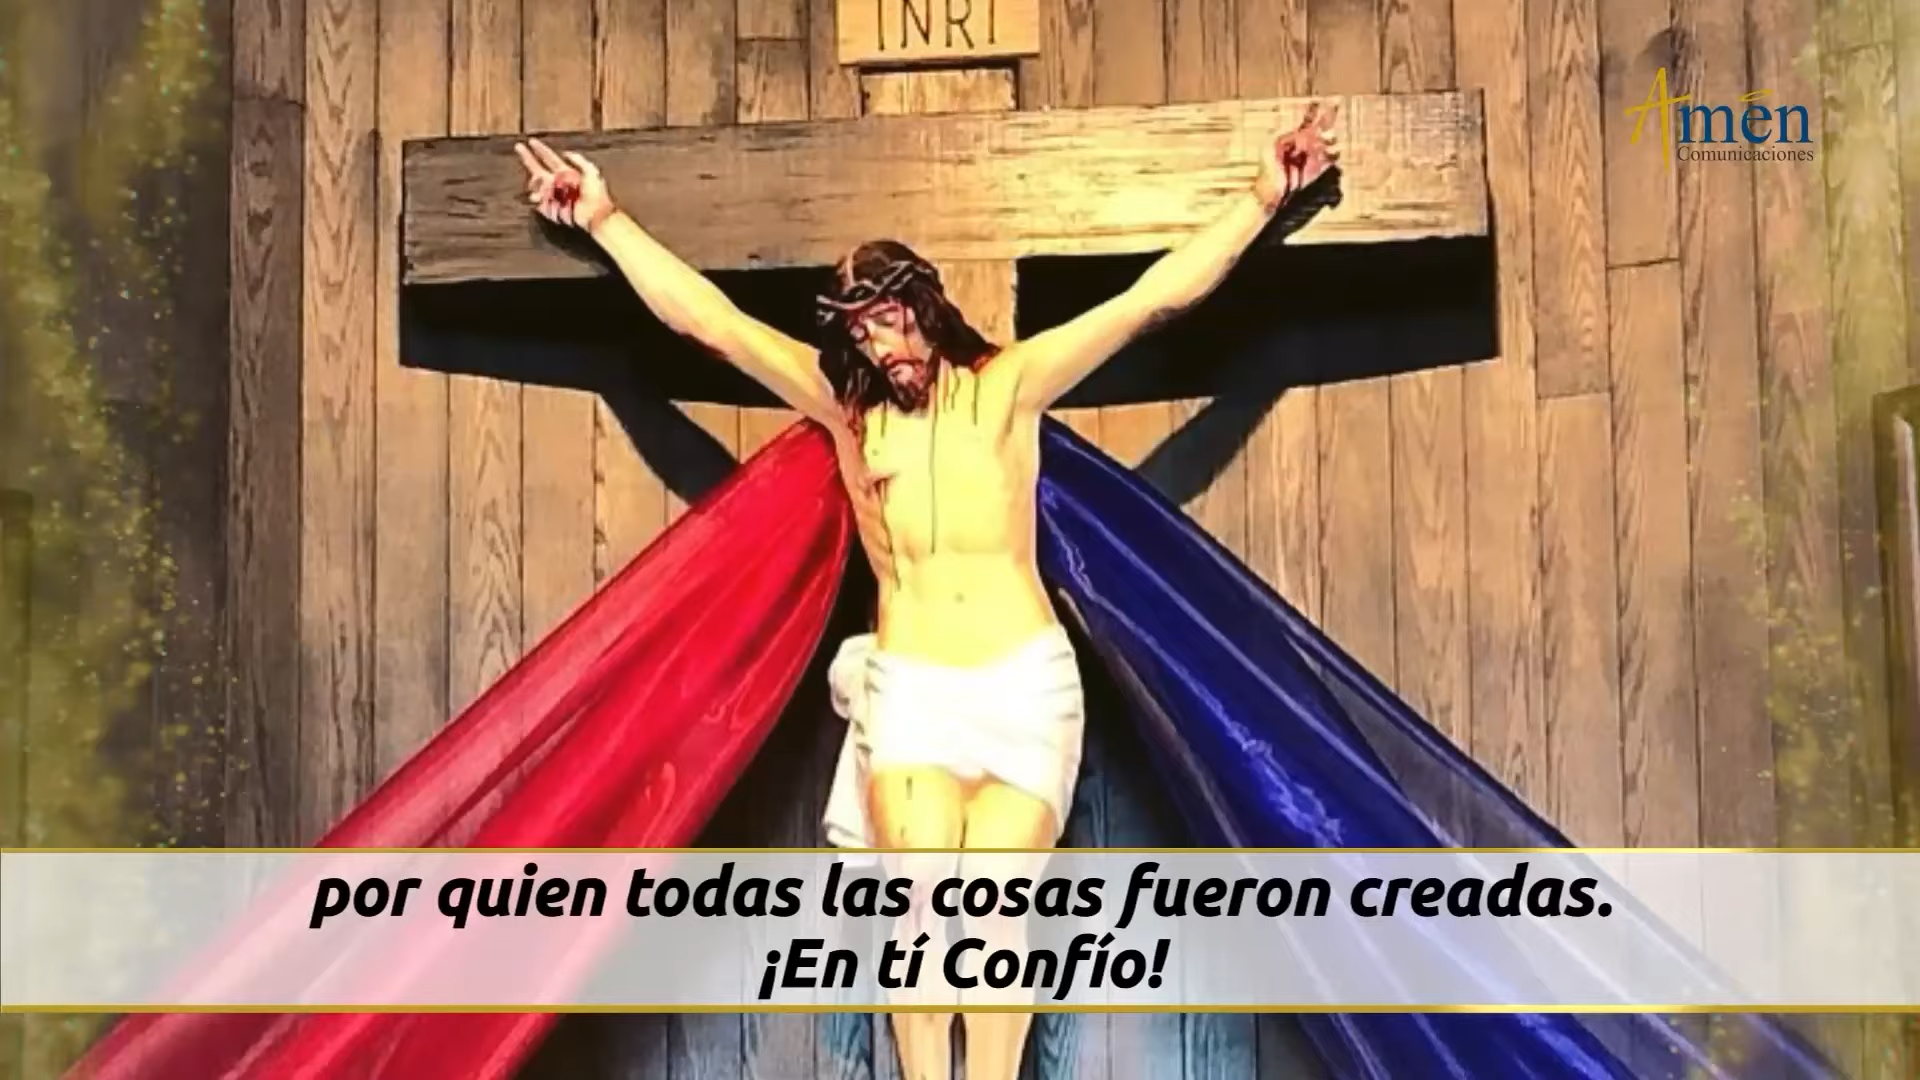 INRI
Amén
Comunicaciones
por quien todas las cosas fueron creadas.
¡En tí Confío!